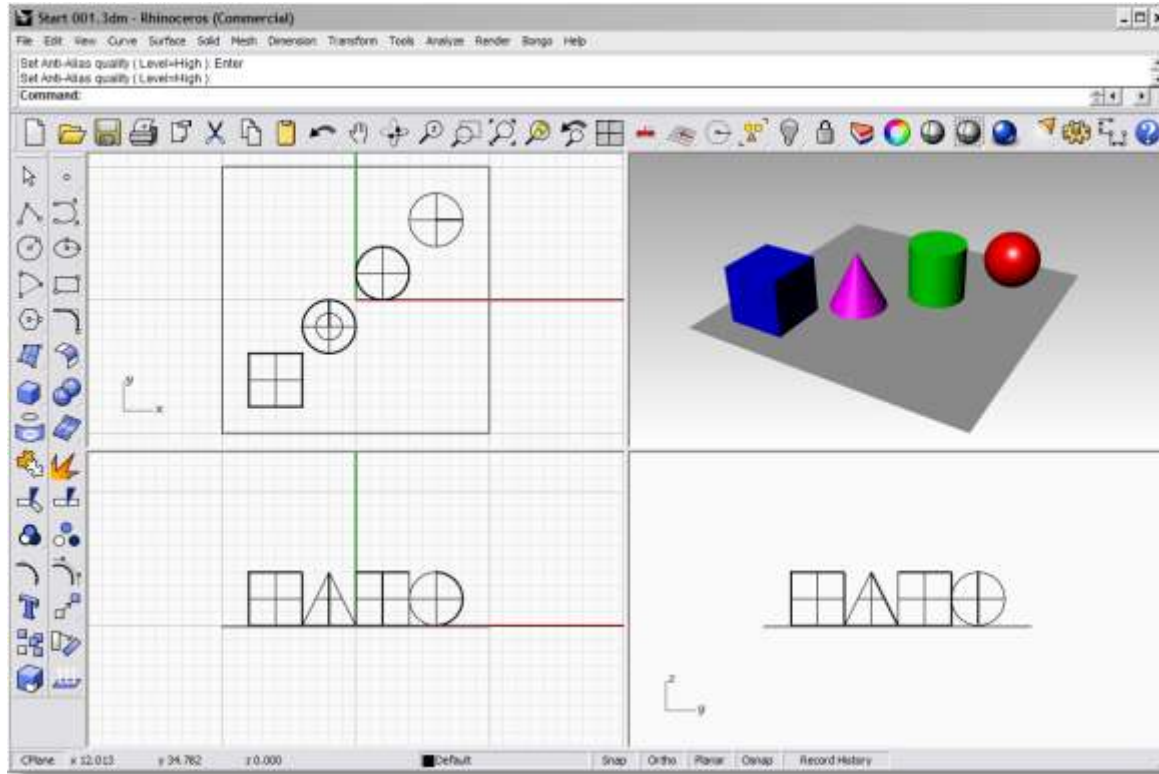 Start 001.3dm - Rhinoceros (Commercial)
File Edit View Curve Surface Solid Mesh Dimension Transform Tools Analyze Render Bongo Help
Set Anti-Alias quality ( Level=High ): Enter
Set Anti-Alias quality ( Level=High ):
Command:
y
x
z
y
CPlane x 12.013 y 34.782 z 0.000 Default Snap Ortho Planar Osnap Record History